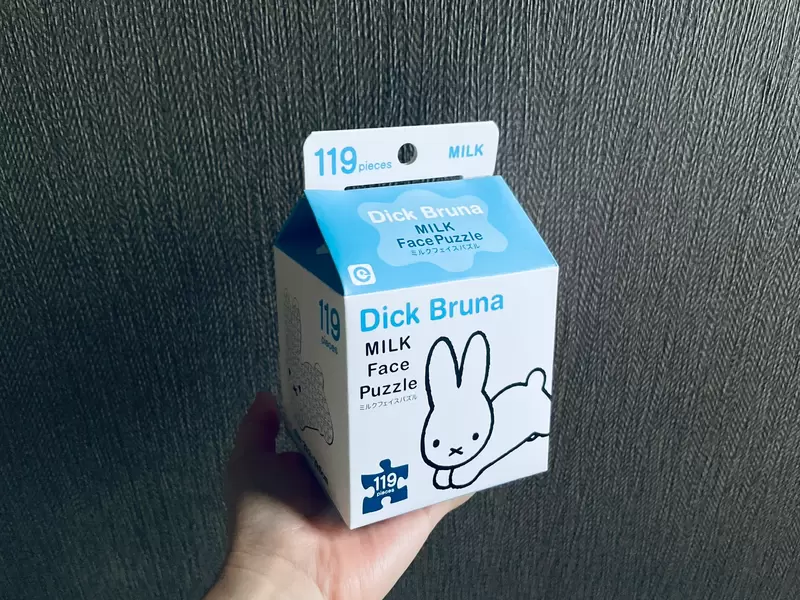 119 pieces
MILK
Dick Bruna
MILK
Face Puzzle
ミルクフェイスパズル
Dick Bruna
MILK
Face
Puzzle
ミルクフェイスパズル
119
pieces
119
pieces